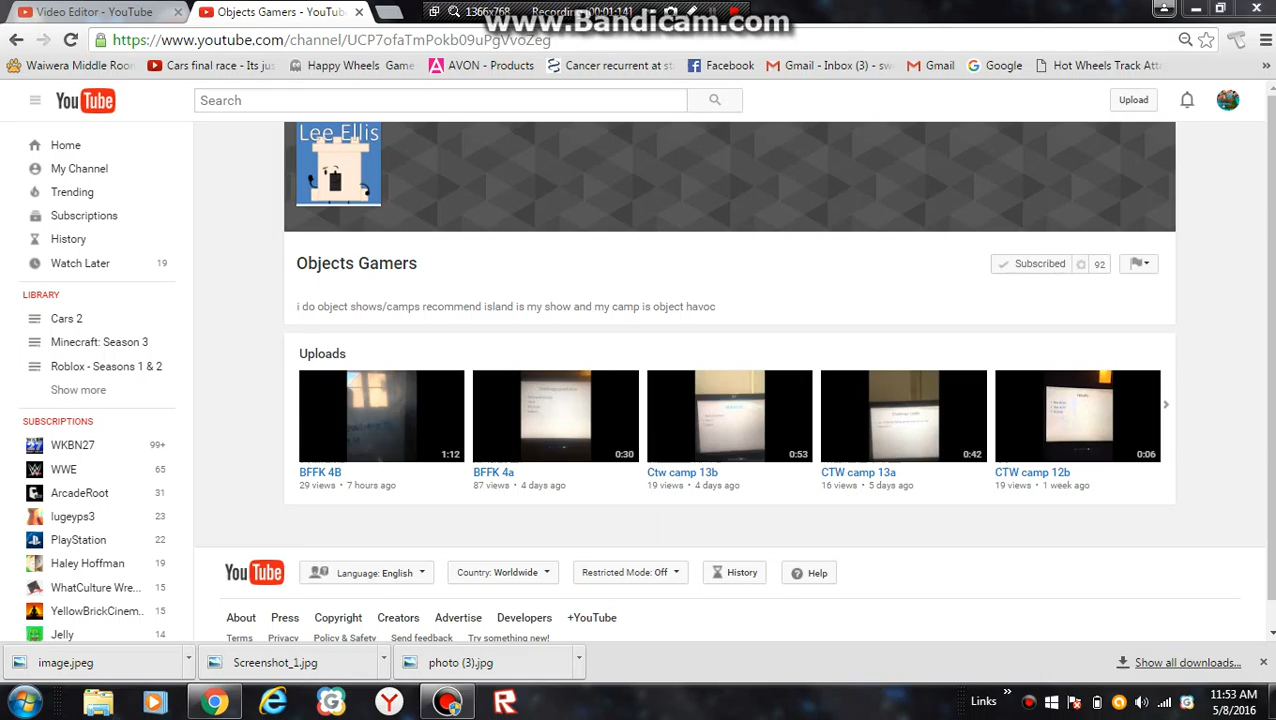 Video Editor - YouTube
Objects Gamers - YouTube
1366x768
Recording [00:01:14]
www.Bandicam.com
https://www.youtube.com/channel/UCP7ofaTmPokb09uPgVvoZeg
Waiwera Middle Roor
Cars final race - Its jus
Happy Wheels Game
AVON - Products
Cancer recurrent at st
Facebook
Gmail - Inbox (3) - sw
Gmail
Google
Hot Wheels Track Att
YouTube
Search
Upload
Home
My Channel
Trending
Subscriptions
History
Watch Later 19
LIBRARY
Cars 2
Minecraft: Season 3
Roblox - Seasons 1 & 2
Show more
SUBSCRIPTIONS
WKBN27 99+
WWE 65
ArcadeRoot 31
lugeyps3 23
PlayStation 22
Haley Hoffman 19
WhatCulture Wre... 15
YellowBrickCinem.. 15
Jelly 14
Lee Ellis
Objects Gamers
Subscribed 92
i do object shows/camps recommend island is my show and my camp is object havoc
Uploads
1:12 0:30 0:53 0:42 0:06
BFFK 4B BFFK 4a Ctw camp 13b CTW camp 13a CTW camp 12b
29 views • 7 hours ago 87 views • 4 days ago 19 views • 4 days ago 16 views • 5 days ago 19 views • 1 week ago
YouTube Language: English Country: Worldwide Restricted Mode: Off History Help
About Press Copyright Creators Advertise Developers +YouTube
Terms Privacy Policy & Safety Send feedback Try something new!
image.jpeg Screenshot_1.jpg photo (3).jpg Show all downloads...
Links
11:53 AM
5/8/2016